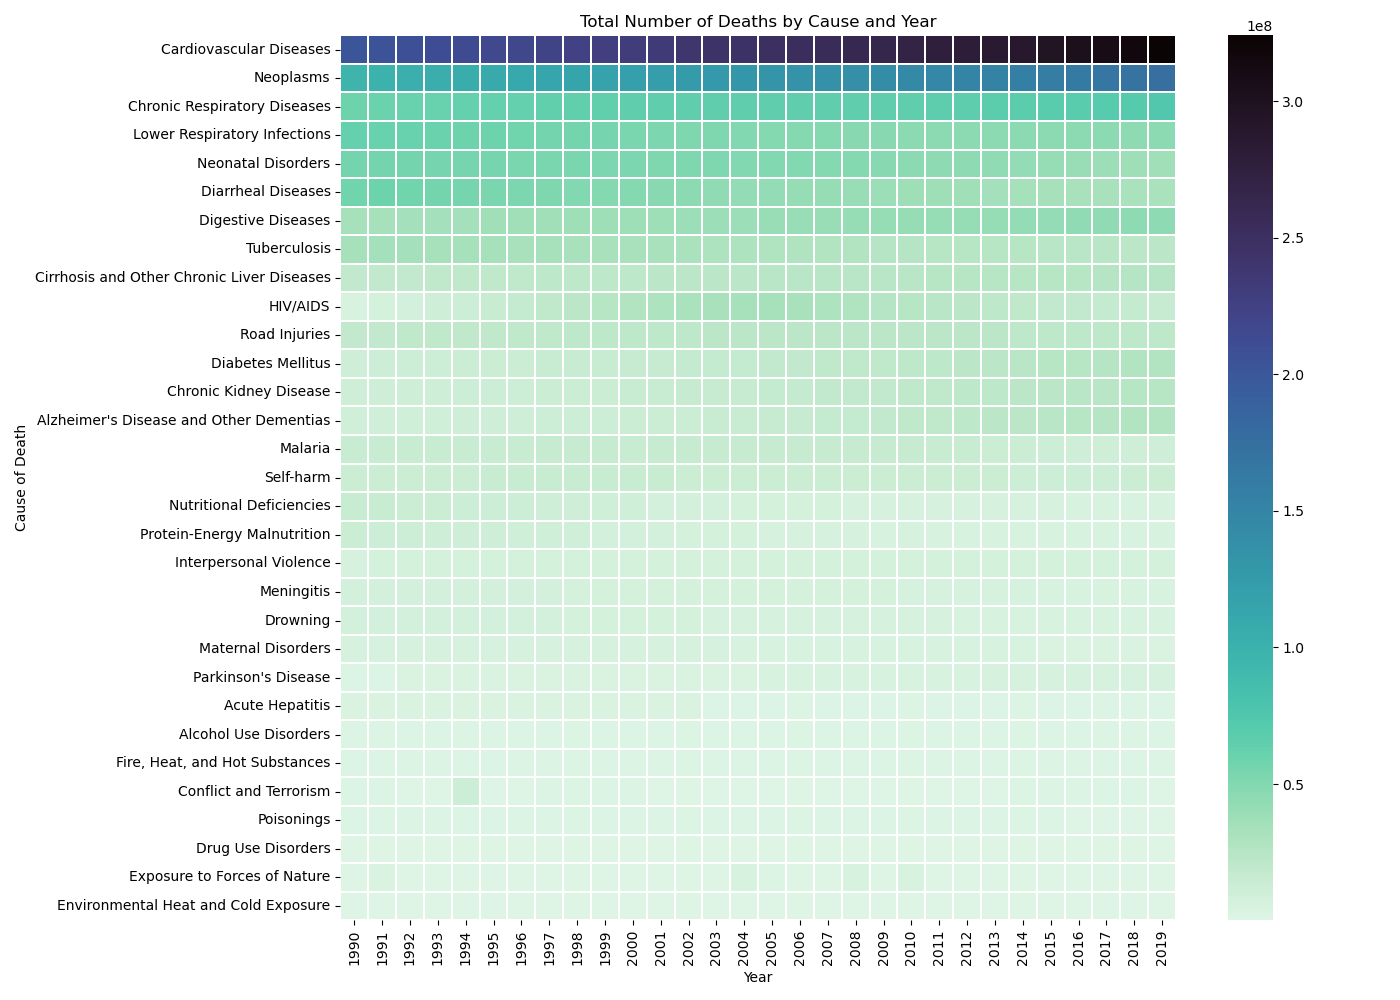 Total Number of Deaths by Cause and Year
1e8
Cardiovascular Diseases
Neoplasms
Chronic Respiratory Diseases
Lower Respiratory Infections
Neonatal Disorders
Diarrheal Diseases
Digestive Diseases
Tuberculosis
Cirrhosis and Other Chronic Liver Diseases
HIV/AIDS
Road Injuries
Diabetes Mellitus
Chronic Kidney Disease
Alzheimer's Disease and Other Dementias
Malaria
Self-harm
Nutritional Deficiencies
Protein-Energy Malnutrition
Interpersonal Violence
Meningitis
Drowning
Maternal Disorders
Parkinson's Disease
Acute Hepatitis
Alcohol Use Disorders
Fire, Heat, and Hot Substances
Conflict and Terrorism
Poisonings
Drug Use Disorders
Exposure to Forces of Nature
Environmental Heat and Cold Exposure
Cause of Death
1990 1991 1992 1993 1994 1995 1996 1997 1998 1999 2000 2001 2002 2003 2004 2005 2006 2007 2008 2009 2010 2011 2012 2013 2014 2015 2016 2017 2018 2019
Year
3.0
2.5
2.0
1.5
1.0
0.5